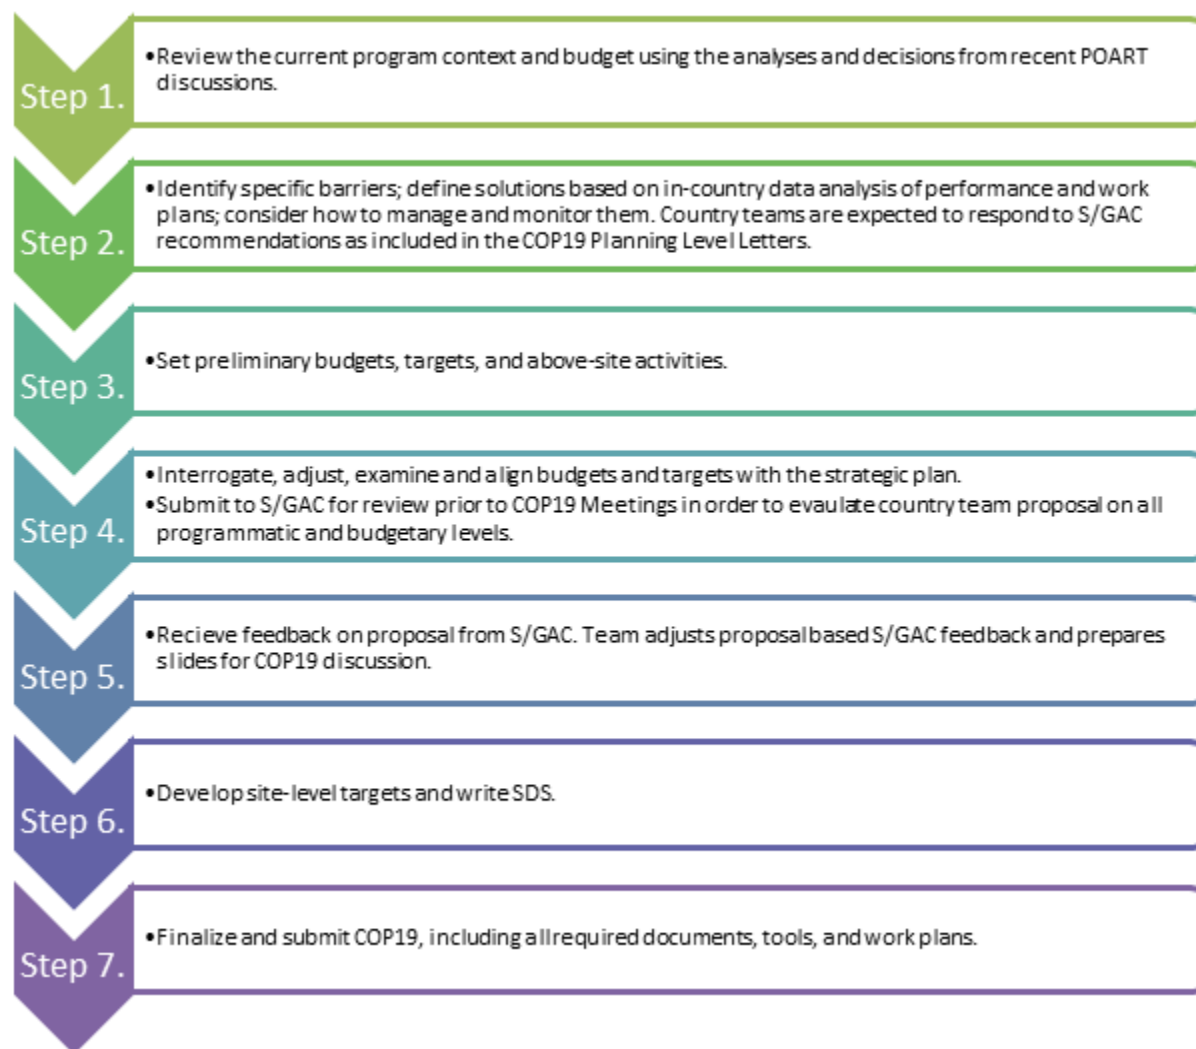 Step 1.
•Review the current program context and budget using the analyses and decisions from recent POART
discussions.
Step 2.
•Identify specific barriers; define solutions based on in-country data analysis of performance and work
plans; consider how to manage and monitor them. Country teams are expected to respond to S/GAC
recommendations as included in the COP19 Planning Level Letters.
Step 3.
•Set preliminary budgets, targets, and above-site activities.
Step 4.
•Interrogate, adjust, examine and align budgets and targets with the strategic plan.
•Submit to S/GAC for review prior to COP19 Meetings in order to evaulate country team proposal on all
programmatic and budgetary levels.
Step 5.
•Recieve feedback on proposal from S/GAC. Team adjusts proposal based S/GAC feedback and prepares
slides for COP19 discussion.
Step 6.
•Develop site-level targets and write SDS.
Step 7.
•Finalize and submit COP19, including all required documents, tools, and work plans.